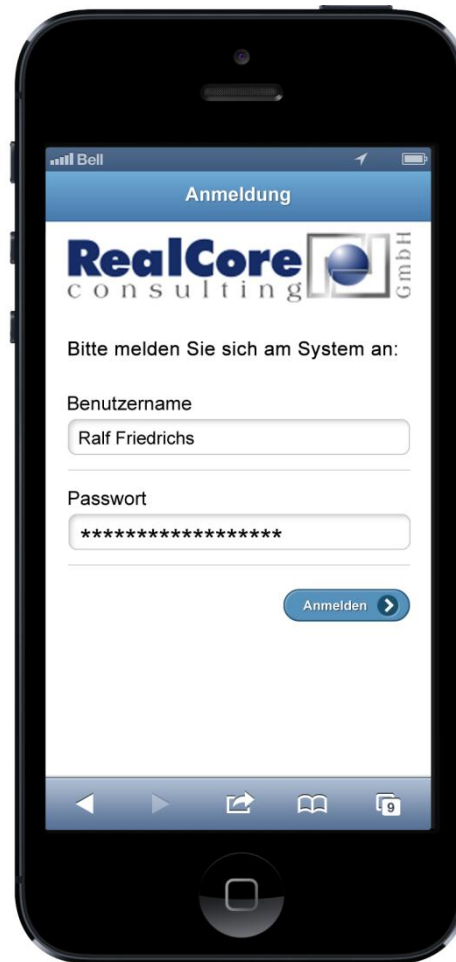 Bell
Anmeldung
RealCore
consulting
GmbH
Bitte melden Sie sich am System an:
Benutzername
Ralf Friedrichs
Passwort
******************
Anmelden
9